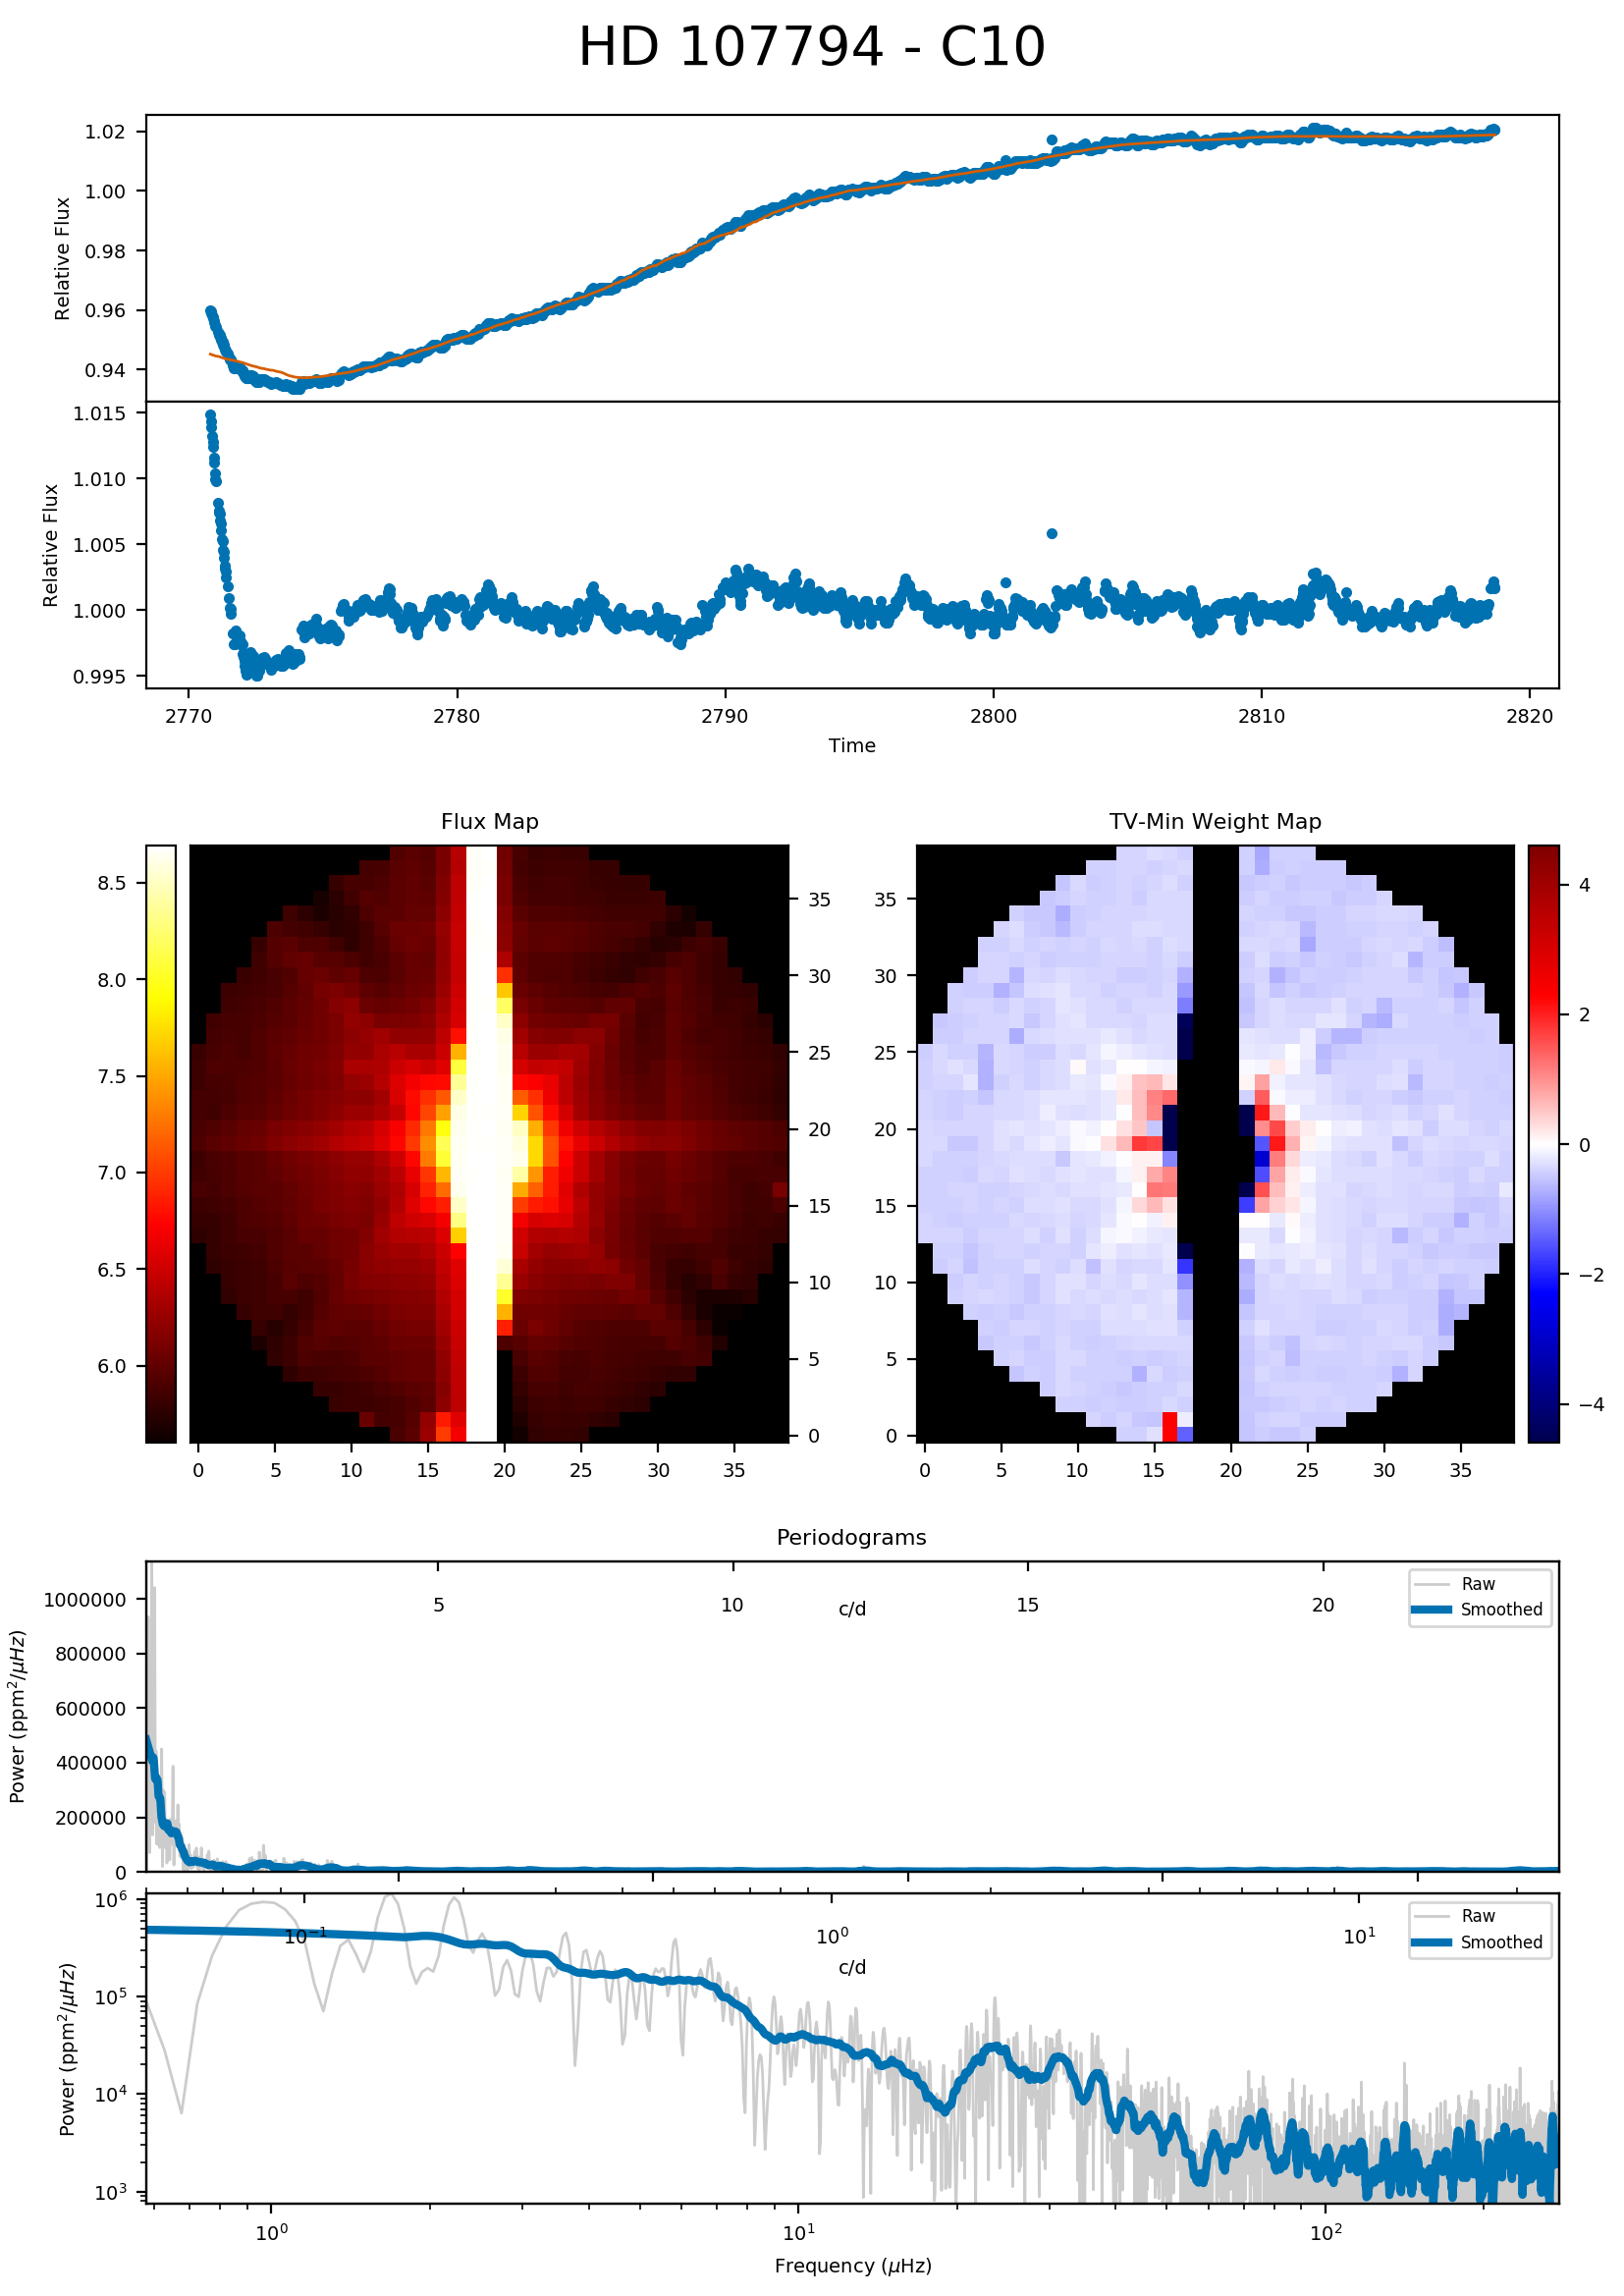 HD 107794 - C10
1.02
1.00
0.98
0.96
0.94
Relative Flux
1.015
1.010
1.005
1.000
0.995
Relative Flux
2770 2780 2790 2800 2810 2820
Time
Flux Map
8.5
8.0
7.5
7.0
6.5
6.0
35
30
25
20
15
10
5
0
0 5 10 15 20 25 30 35
TV-Min Weight Map
35
30
25
20
15
10
5
0
0 5 10 15 20 25 30 35
4
2
0
−2
−4
Periodograms
1000000
800000
600000
400000
200000
0
Power (ppm²/μHz)
5 10 15 20
c/d
Raw
Smoothed
10⁶
10⁵
10⁴
10³
Power (ppm²/μHz)
10⁻¹ 10⁰ 10¹
c/d
Raw
Smoothed
10⁰ 10¹ 10²
Frequency (μHz)